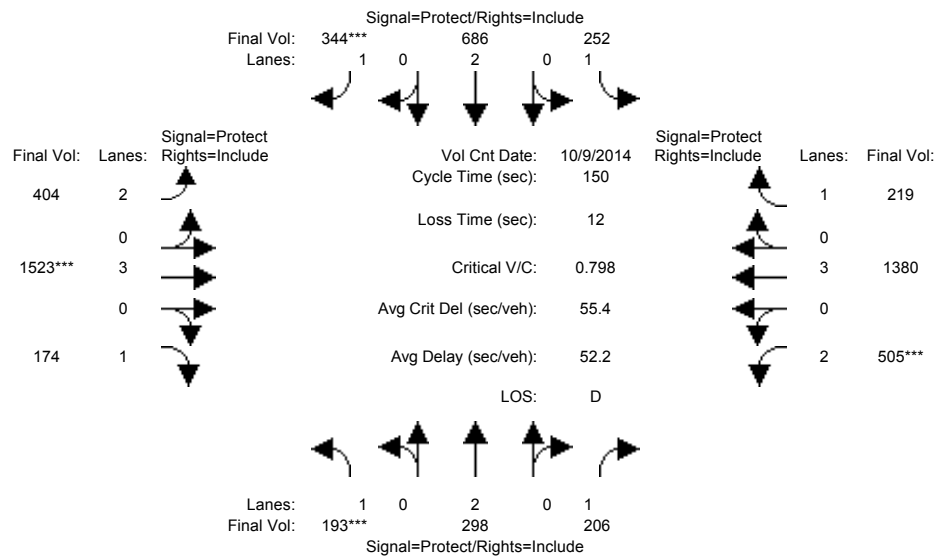 Signal=Protect/Rights=Include
Final Vol: 344*** 686 252
Lanes: 1 0 2 0 1
Signal=Protect
Final Vol: Lanes: Rights=Include
Vol Cnt Date: 10/9/2014
Signal=Protect
Rights=Include Lanes: Final Vol:
Cycle Time (sec): 150
404 2
1 219
Loss Time (sec): 12
0
0
1523*** 3
Critical V/C: 0.798
3 1380
0
Avg Crit Del (sec/veh): 55.4
0
174 1
Avg Delay (sec/veh): 52.2
2 505***
LOS: D
Lanes: 1 0 2 0 1
Final Vol: 193*** 298 206
Signal=Protect/Rights=Include